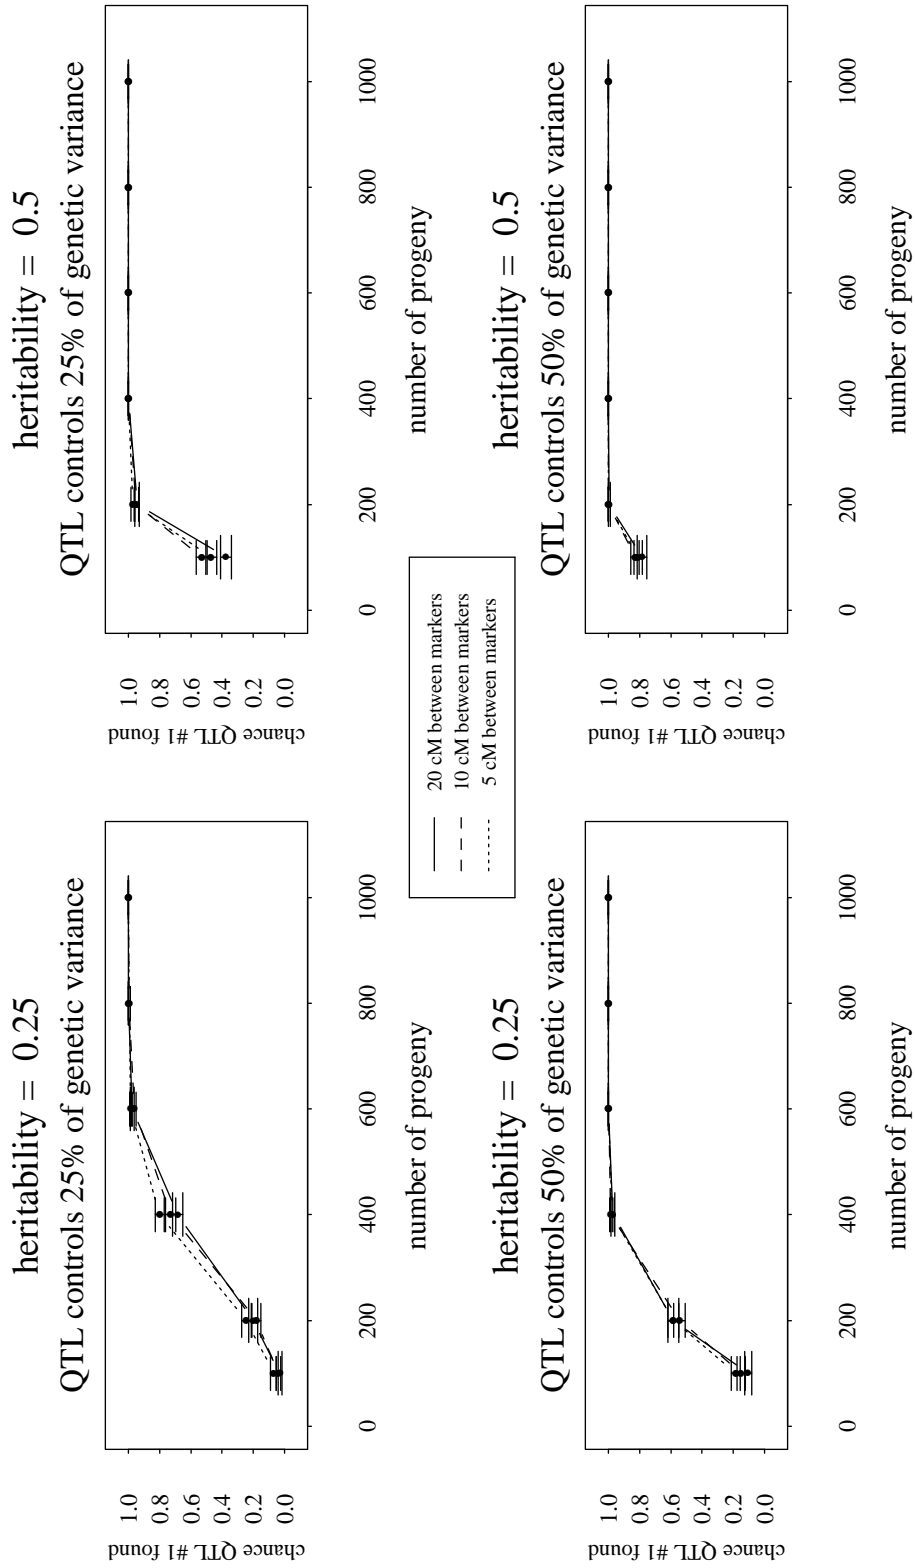 heritability = 0.25
QTL controls 25% of genetic variance
chance QTL #1 found
1.0
0.8
0.6
0.4
0.2
0.0
0 200 400 600 800 1000
number of progeny
heritability = 0.5
QTL controls 25% of genetic variance
chance QTL #1 found
1.0
0.8
0.6
0.4
0.2
0.0
0 200 400 600 800 1000
number of progeny
20 cM between markers
10 cM between markers
5 cM between markers
heritability = 0.25
QTL controls 50% of genetic variance
chance QTL #1 found
1.0
0.8
0.6
0.4
0.2
0.0
0 200 400 600 800 1000
number of progeny
heritability = 0.5
QTL controls 50% of genetic variance
chance QTL #1 found
1.0
0.8
0.6
0.4
0.2
0.0
0 200 400 600 800 1000
number of progeny